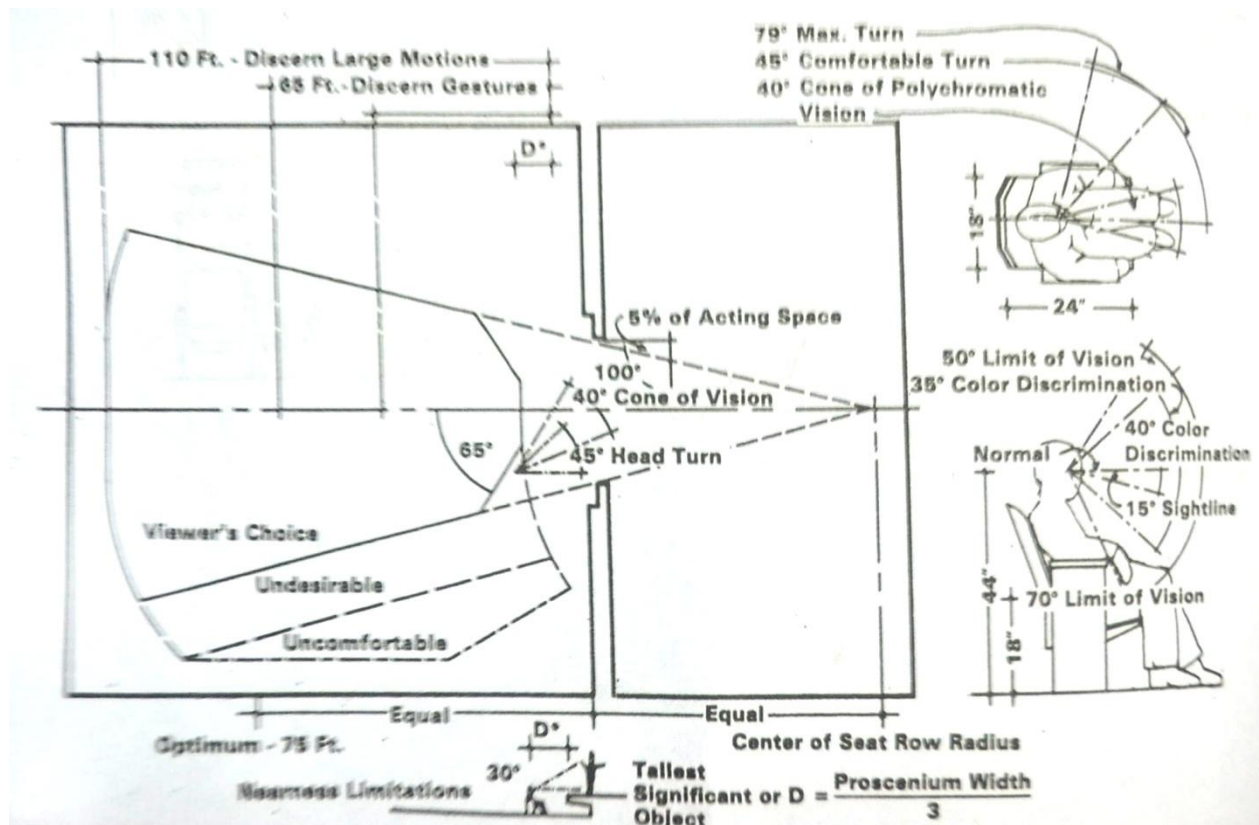 110 Ft. - Discern Large Motions
65 Ft.-Discern Gestures
79° Max. Turn
45° Comfortable Turn
40° Cone of Polychromatic
Vision
D*
18"
24"
5% of Acting Space
100°
40° Cone of Vision
65°
45° Head Turn
50° Limit of Vision
35° Color Discrimination
40° Color
Discrimination
Normal
15° Sightline
44"
70° Limit of Vision
18"
Viewer's Choice
Undesirable
Uncomfortable
Equal
Equal
Optimum - 75 Ft.
D*
Center of Seat Row Radius
30°
Nearness Limitations
Tallest
Significant or D = Proscenium Width
3
Object